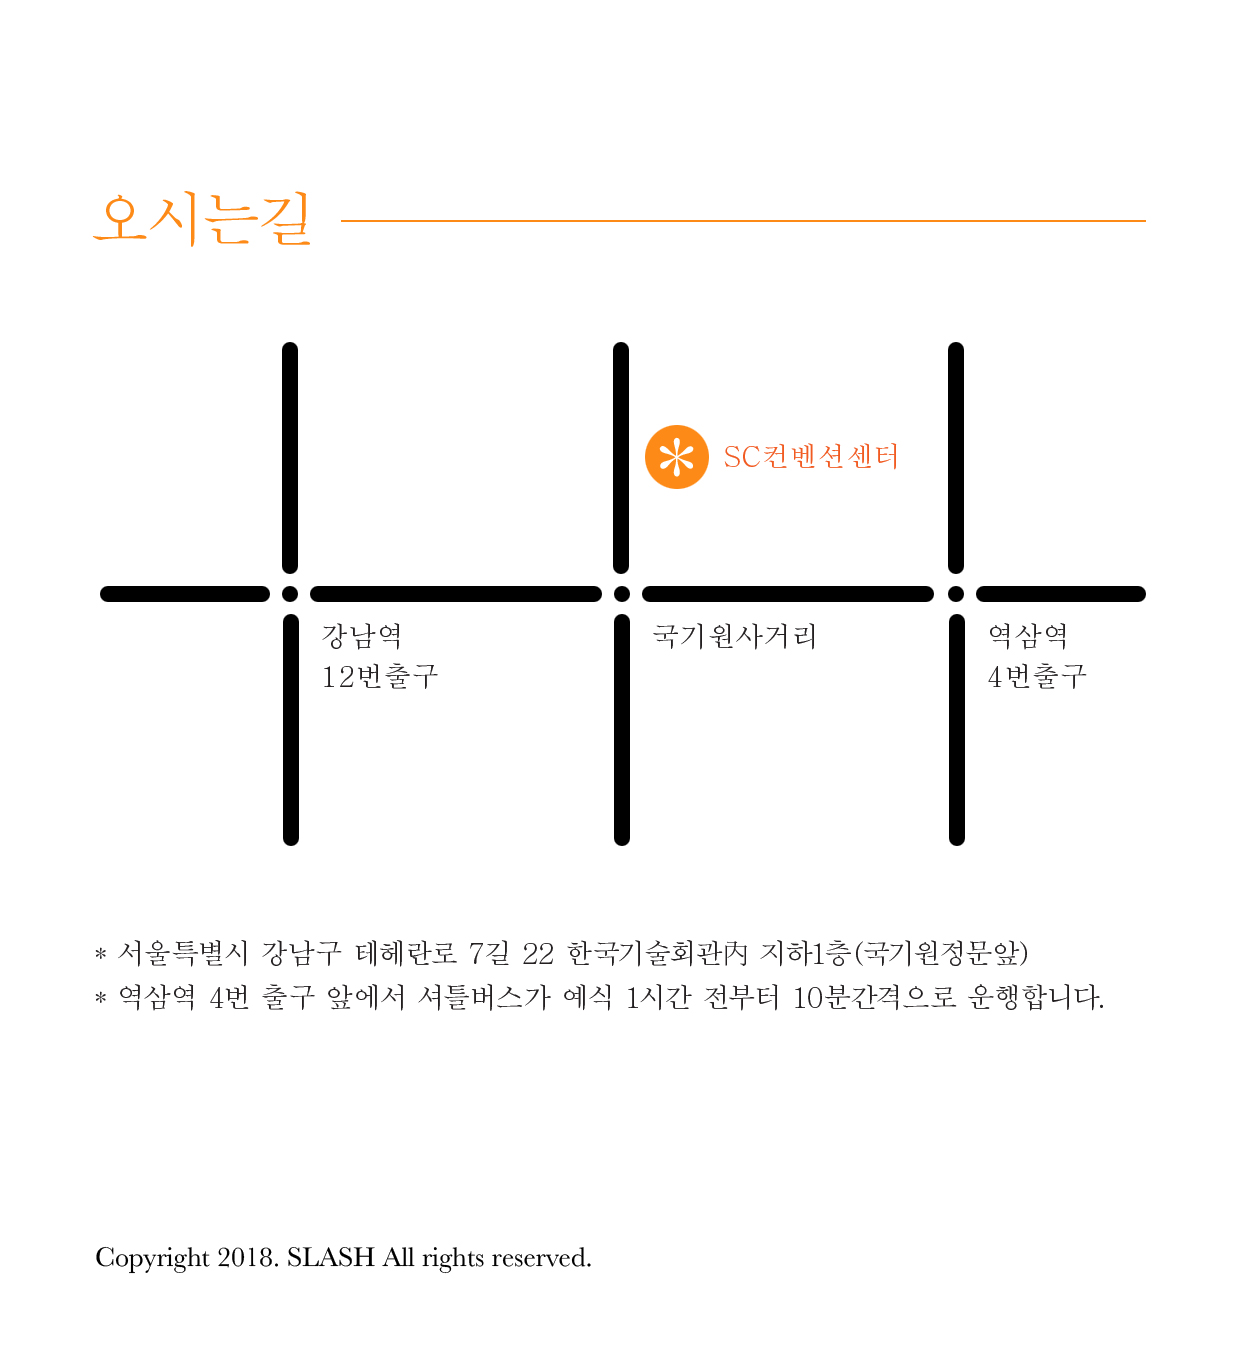 오시는길
SC컨벤션센터
강남역
12번출구
국기원사거리
역삼역
4번출구
* 서울특별시 강남구 테헤란로 7길 22 한국기술회관內 지하1층(국기원정문앞)
* 역삼역 4번 출구 앞에서 셔틀버스가 예식 1시간 전부터 10분간격으로 운행합니다.
Copyright 2018. SLASH All rights reserved.